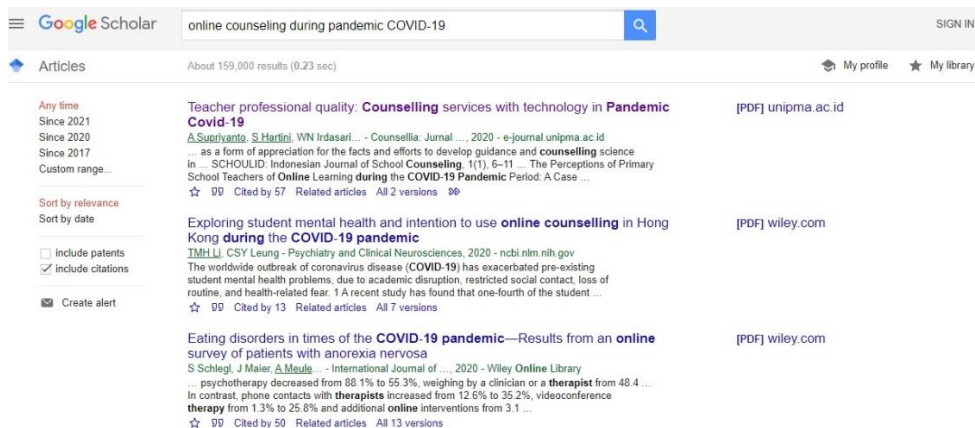 Google Scholar
online counseling during pandemic COVID-19
SIGN IN
Articles
About 159,000 results (0.23 sec)
My profile
My library
Any time
Since 2021
Since 2020
Since 2017
Custom range...
Sort by relevance
Sort by date
include patents
include citations
Create alert
Teacher professional quality: Counselling services with technology in Pandemic
Covid-19
A Supriyanto, S Hartini, WN Irdasari... - Counsellia: Jurnal ..., 2020 - e-journal.unipma.ac.id
... as a form of appreciation for the facts and efforts to develop guidance and counselling science
in ... SCHOULID: Indonesian Journal of School Counseling, 1(1), 6–11 ... The Perceptions of Primary
School Teachers of Online Learning during the COVID-19 Pandemic Period: A Case ...
Cited by 57 Related articles All 2 versions
[PDF] unipma.ac.id
Exploring student mental health and intention to use online counselling in Hong
Kong during the COVID-19 pandemic
TMH Li, CSY Leung - Psychiatry and Clinical Neurosciences, 2020 - ncbi.nlm.nih.gov
The worldwide outbreak of coronavirus disease (COVID-19) has exacerbated pre-existing
student mental health problems, due to academic disruption, restricted social contact, loss of
routine, and health-related fear. 1 A recent study has found that one-fourth of the student ...
Cited by 13 Related articles All 7 versions
[PDF] wiley.com
Eating disorders in times of the COVID-19 pandemic—Results from an online
survey of patients with anorexia nervosa
S Schlegl, J Maier, A Meule... - International Journal of ..., 2020 - Wiley Online Library
... psychotherapy decreased from 88.1% to 55.3%, weighing by a clinician or a therapist from 48.4 ...
In contrast, phone contacts with therapists increased from 12.6% to 35.2%, videoconference
therapy from 1.3% to 25.8% and additional online interventions from 3.1 ...
Cited by 50 Related articles All 13 versions
[PDF] wiley.com